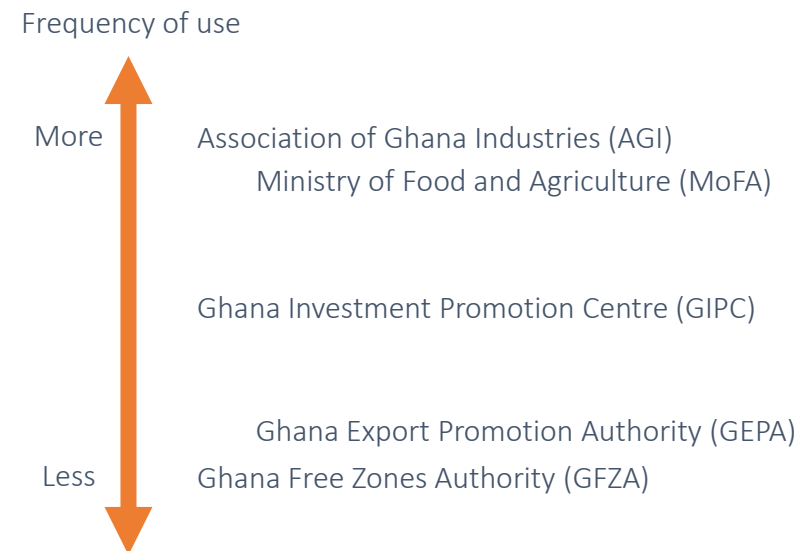 Frequency of use
More
Association of Ghana Industries (AGI)
Ministry of Food and Agriculture (MoFA)
Ghana Investment Promotion Centre (GIPC)
Ghana Export Promotion Authority (GEPA)
Less
Ghana Free Zones Authority (GFZA)